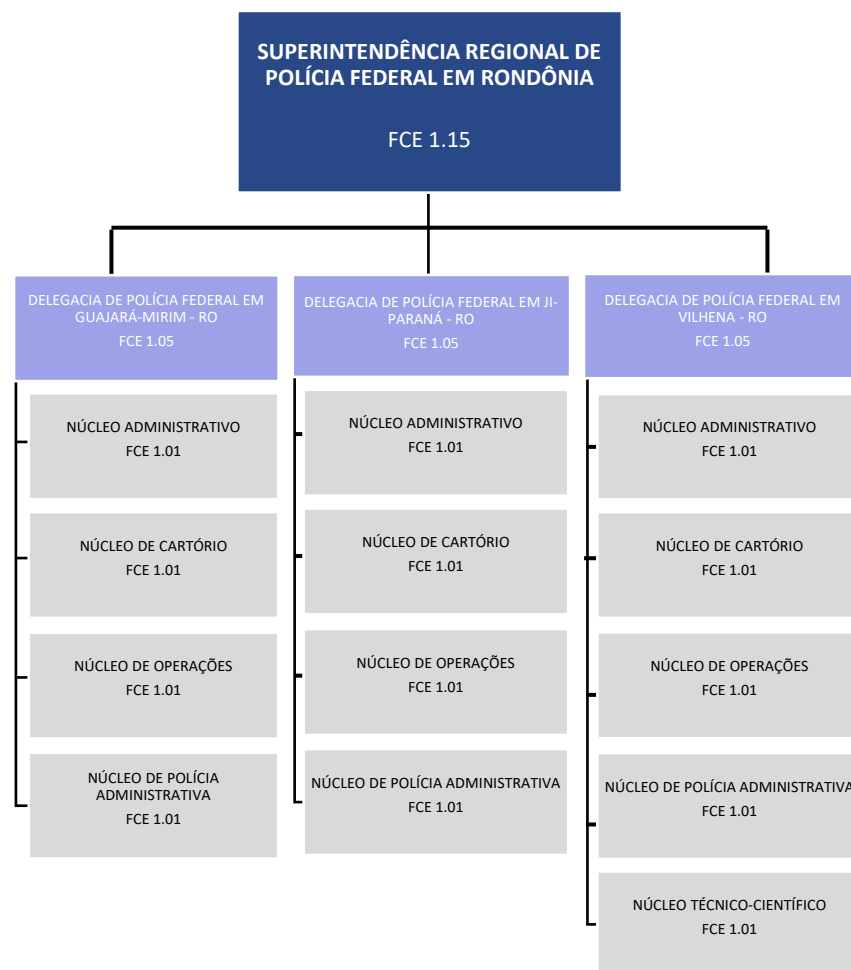 SUPERINTENDÊNCIA REGIONAL DE
POLÍCIA FEDERAL EM RONDÔNIA
FCE 1.15
DELEGACIA DE POLÍCIA FEDERAL EM
GUAJARÁ-MIRIM - RO
FCE 1.05
NÚCLEO ADMINISTRATIVO
FCE 1.01
NÚCLEO DE CARTÓRIO
FCE 1.01
NÚCLEO DE OPERAÇÕES
FCE 1.01
NÚCLEO DE POLÍCIA
ADMINISTRATIVA
FCE 1.01
DELEGACIA DE POLÍCIA FEDERAL EM JI-
PARANÁ - RO
FCE 1.05
NÚCLEO ADMINISTRATIVO
FCE 1.01
NÚCLEO DE CARTÓRIO
FCE 1.01
NÚCLEO DE OPERAÇÕES
FCE 1.01
NÚCLEO DE POLÍCIA ADMINISTRATIVA
FCE 1.01
DELEGACIA DE POLÍCIA FEDERAL EM
VILHENA - RO
FCE 1.05
NÚCLEO ADMINISTRATIVO
FCE 1.01
NÚCLEO DE CARTÓRIO
FCE 1.01
NÚCLEO DE OPERAÇÕES
FCE 1.01
NÚCLEO DE POLÍCIA ADMINISTRATIVA
FCE 1.01
NÚCLEO TÉCNICO-CIENTÍFICO
FCE 1.01